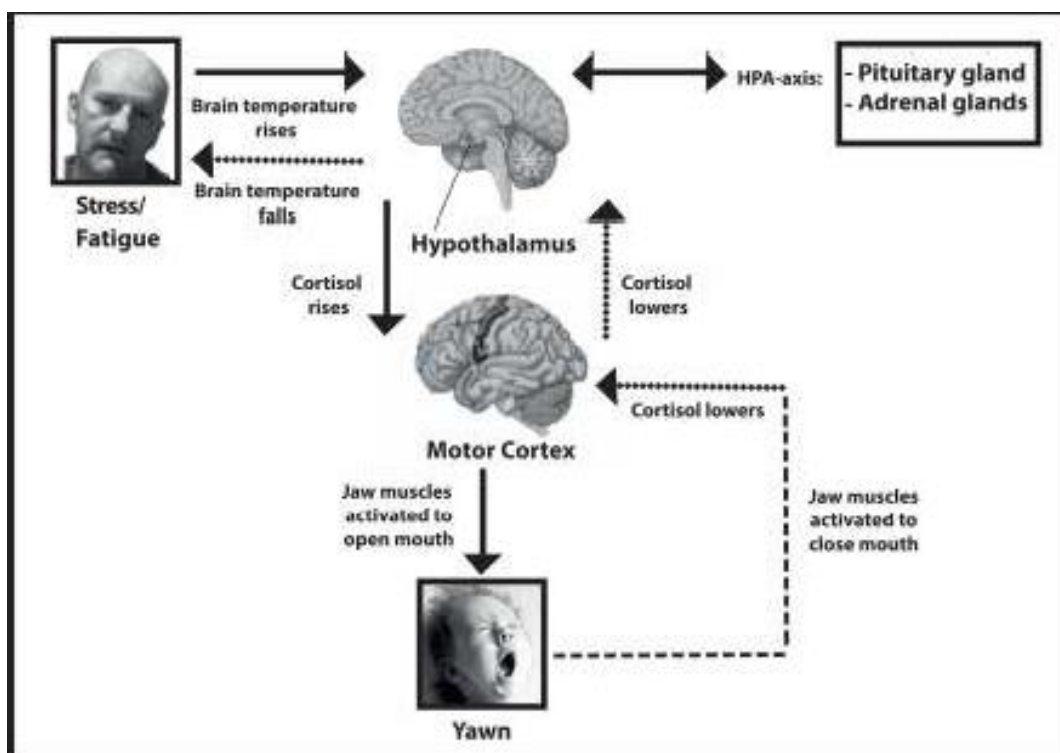 Brain temperature
rises
Brain temperature
falls
Stress/
Fatigue
HPA-axis:
- Pituitary gland
- Adrenal glands
Hypothalamus
Cortisol
rises
Cortisol
lowers
Motor Cortex
Cortisol lowers
Jaw muscles
activated to
open mouth
Jaw muscles
activated to
close mouth
Yawn